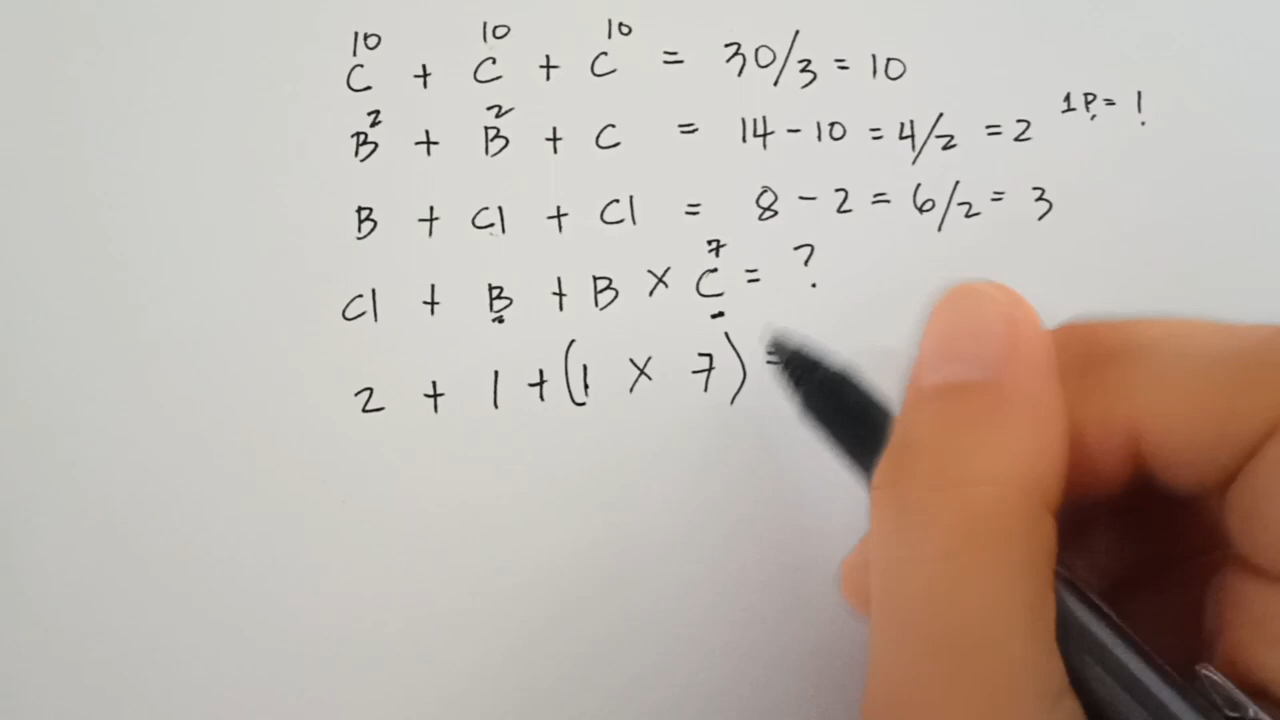 10 10 10
C + C + C = 30/3 = 10
2 2
B + B + C = 14 - 10 = 4/2 = 2 1P = !
B + Cl + Cl = 8 - 2 = 6/2 = 3
7
Cl + B + B × C = ?
2 + 1 + (1 × 7) =